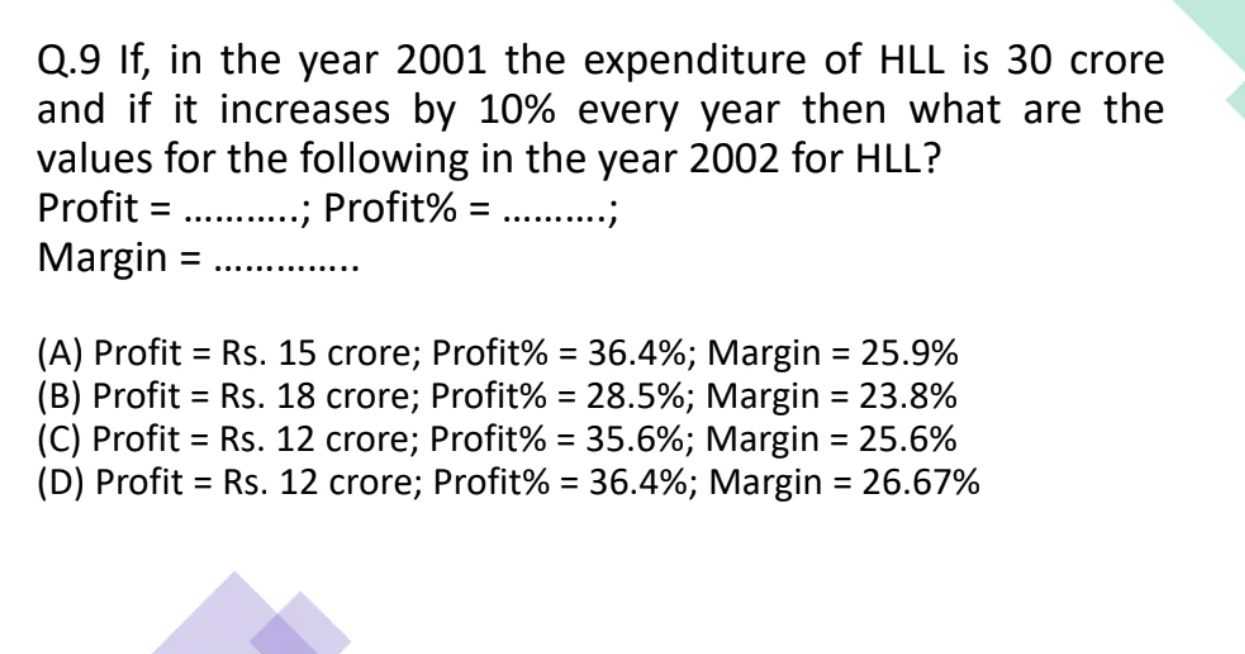 Q.9 If, in the year 2001 the expenditure of HLL is 30 crore
and if it increases by 10% every year then what are the
values for the following in the year 2002 for HLL?
Profit = ………..; Profit% = ……….;
Margin = …………..
(A) Profit = Rs. 15 crore; Profit% = 36.4%; Margin = 25.9%
(B) Profit = Rs. 18 crore; Profit% = 28.5%; Margin = 23.8%
(C) Profit = Rs. 12 crore; Profit% = 35.6%; Margin = 25.6%
(D) Profit = Rs. 12 crore; Profit% = 36.4%; Margin = 26.67%